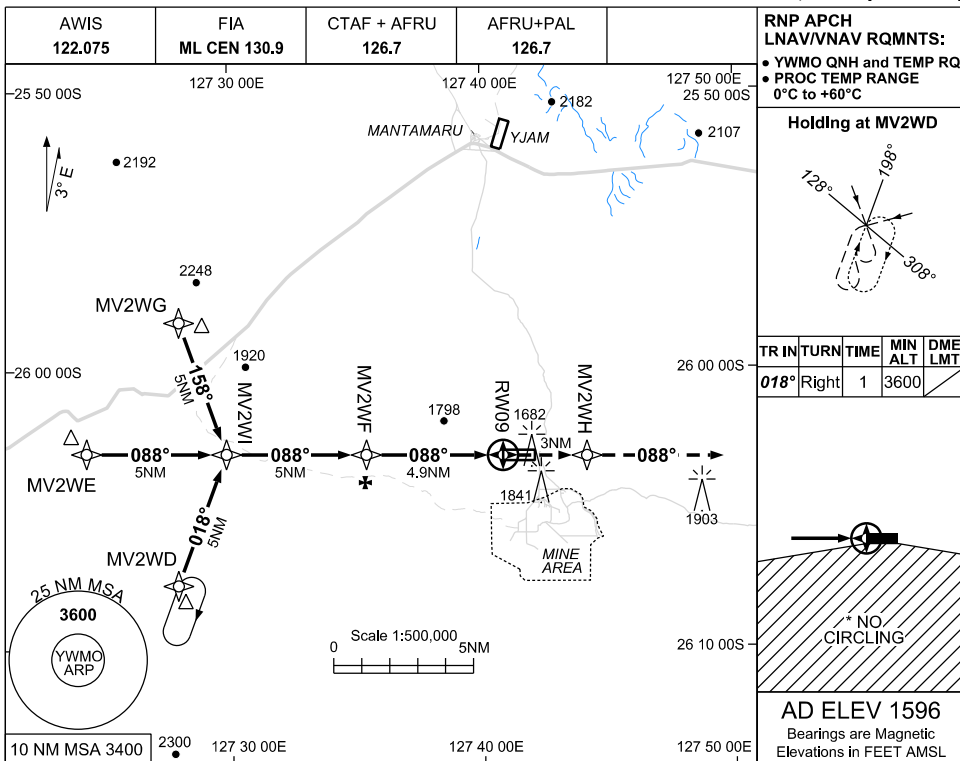 AWIS
122.075
FIA
ML CEN 130.9
CTAF + AFRU
126.7
AFRU+PAL
126.7
RNP APCH
LNAV/VNAV RQMNTS:
• YWMO QNH and TEMP RQ
• PROC TEMP RANGE
0°C to +60°C
Holding at MV2WD
198°
128°
308°
TR IN TURN TIME MIN ALT DME LMT
018° Right 1 3600
* NO
CIRCLING
AD ELEV 1596
Bearings are Magnetic
Elevations in FEET AMSL
127 30 00E
127 40 00E
127 50 00E
25 50 00S
25 50 00S
2182
2107
MANTAMARU
YJAM
2192
3° E
2248
MV2WG
158°
5NM
1920
26 00 00S
26 00 00S
MV2WI
MV2WF
1798
RW09
1682
3NM
MV2WH
MV2WE
088°
5NM
088°
5NM
088°
4.9NM
088°
1841
1903
018°
5NM
MV2WD
MINE
AREA
25 NM MSA
3600
YWMO
ARP
Scale 1:500,000
0 5NM
26 10 00S
10 NM MSA 3400
2300
127 30 00E
127 40 00E
127 50 00E